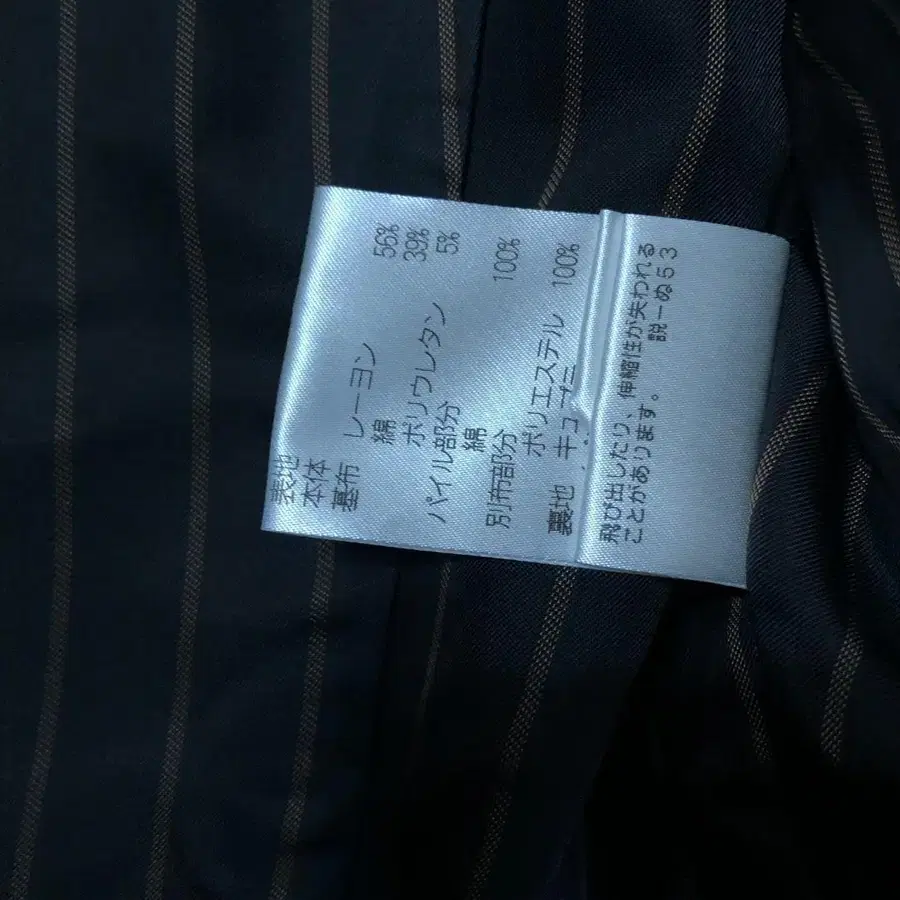 表地
本体
基布 レーヨン 56%
綿 39%
ポリウレタン 5%
パイル部分
綿 100%
別布部分
ポリエステル 100%
裏地 キュプ
飛び出したり、伸縮性が失われる
ことがあります。 説ーぬ53